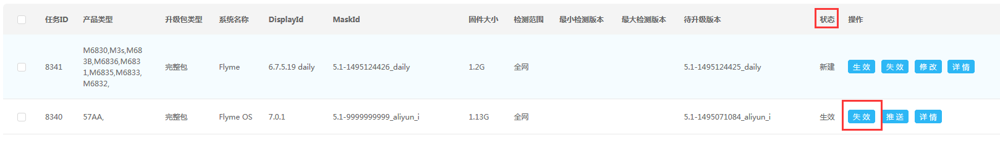 任务ID 产品类型 升级包类型 系统名称 DisplayId MaskId 固件大小 检测范围 最小检测版本 最大检测版本 待升级版本 状态 操作
M6830,M3s,M68
3B,M6836,M683
1,M6835,M6833,
M6832,
8341 完整包 Flyme 6.7.5.19 daily 5.1-1495124426_daily 1.2G 全网 5.1-1495124425_daily 新建 生效 失效 修改 详情
8340 57AA, 完整包 Flyme OS 7.0.1 5.1-9999999999_aliyun_i 1.13G 全网 5.1-1495071084_aliyun_i 生效 失效 推送 详情